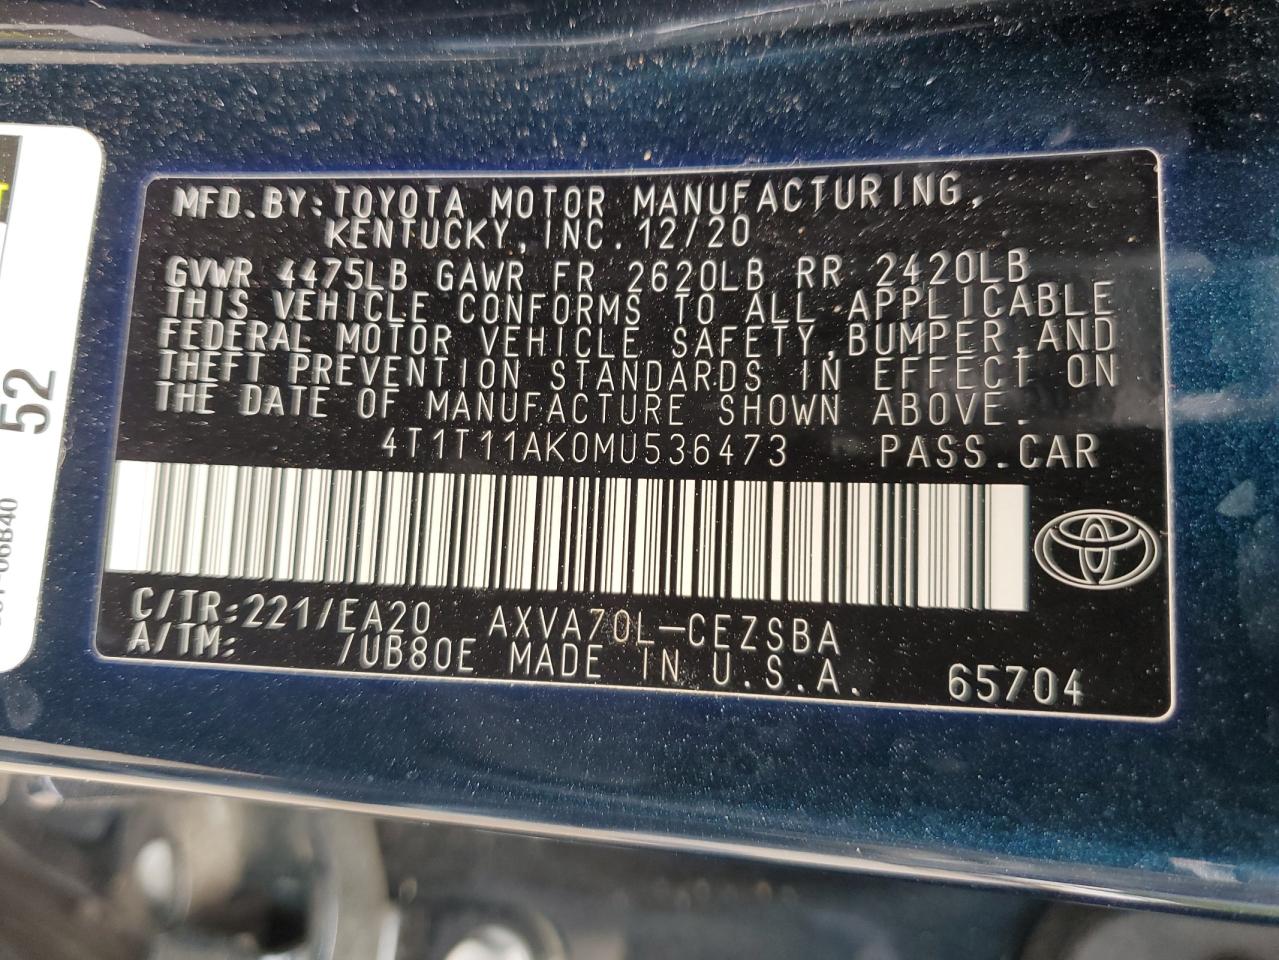 MFD.BY:TOYOTA MOTOR MANUFACTURING,
KENTUCKY,INC.12/20
GVWR 4475LB GAWR FR 2620LB RR 2420LB
THIS VEHICLE CONFORMS TO ALL APPLICABLE
FEDERAL MOTOR VEHICLE SAFETY,BUMPER,AND
THEFT PREVENTION STANDARDS IN EFFECT ON
THE DATE OF MANUFACTURE SHOWN ABOVE.
4T1T11AK0MU536473 PASS.CAR
C/TR:221/EA20 AXVA70L-CEZSBA
A/TM: /UB80E MADE IN U.S.A. 65704
52